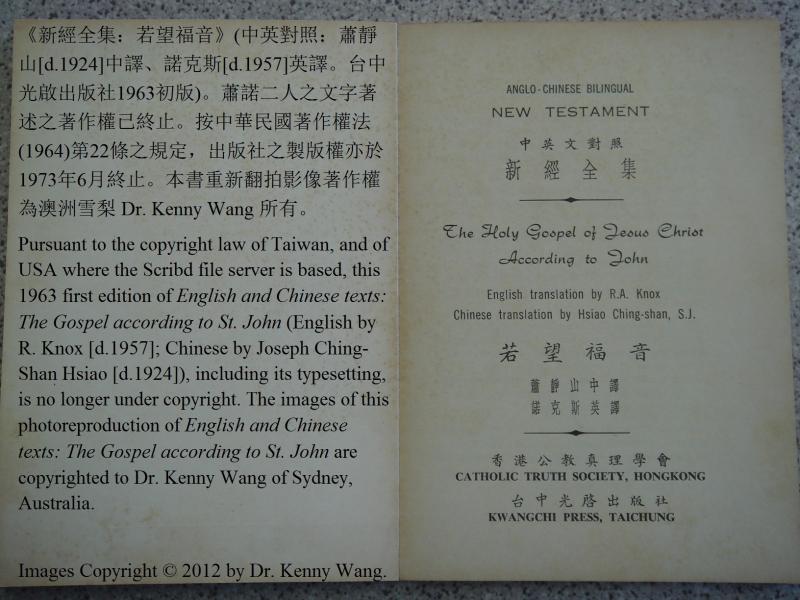 《新經全集：若望福音》(中英對照：蕭靜
山[d.1924]中譯、諾克斯[d.1957]英譯。台中
光啟出版社1963初版)。蕭諾二人之文字著
述之著作權已終止。按中華民國著作權法
(1964)第22條之規定，出版社之製版權亦於
1973年6月終止。本書重新翻拍影像著作權
為澳洲雪梨 Dr. Kenny Wang 所有。
Pursuant to the copyright law of Taiwan, and of
USA where the Scribd file server is based, this
1963 first edition of English and Chinese texts:
The Gospel according to St. John (English by
R. Knox [d.1957]; Chinese by Joseph Ching-
Shan Hsiao [d.1924]), including its typesetting,
is no longer under copyright. The images of this
photoreproduction of English and Chinese
texts: The Gospel according to St. John are
copyrighted to Dr. Kenny Wang of Sydney,
Australia.
Images Copyright © 2012 by Dr. Kenny Wang.
ANGLO-CHINESE BILINGUAL
NEW TESTAMENT
中英文對照
新經全集
The Holy Gospel of Jesus Christ
According to John
English translation by R.A. Knox
Chinese translation by Hsiao Ching-shan, S.J.
若望福音
蕭靜山中譯
諾克斯英譯
香港公教真理學會
CATHOLIC TRUTH SOCIETY, HONGKONG
台中光啓出版社
KWANGCHI PRESS, TAICHUNG